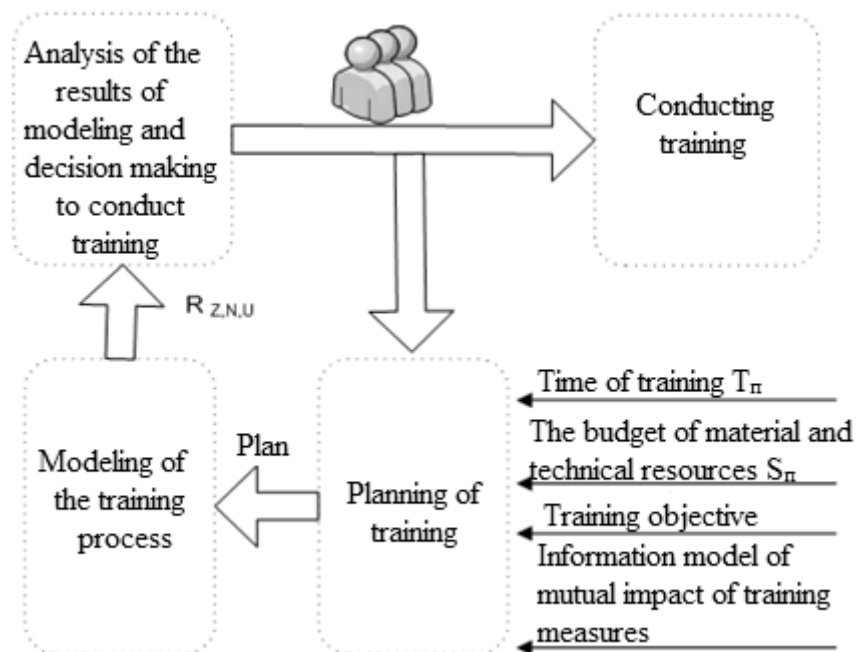 Analysis of the
results of
modeling and
decision making
to conduct
training
Conducting
training
R Z,N,U
Modeling of
the training
process
Plan
Planning of
training
Time of training Tп
The budget of material and
technical resources Sп
Training objective
Information model of
mutual impact of training
measures